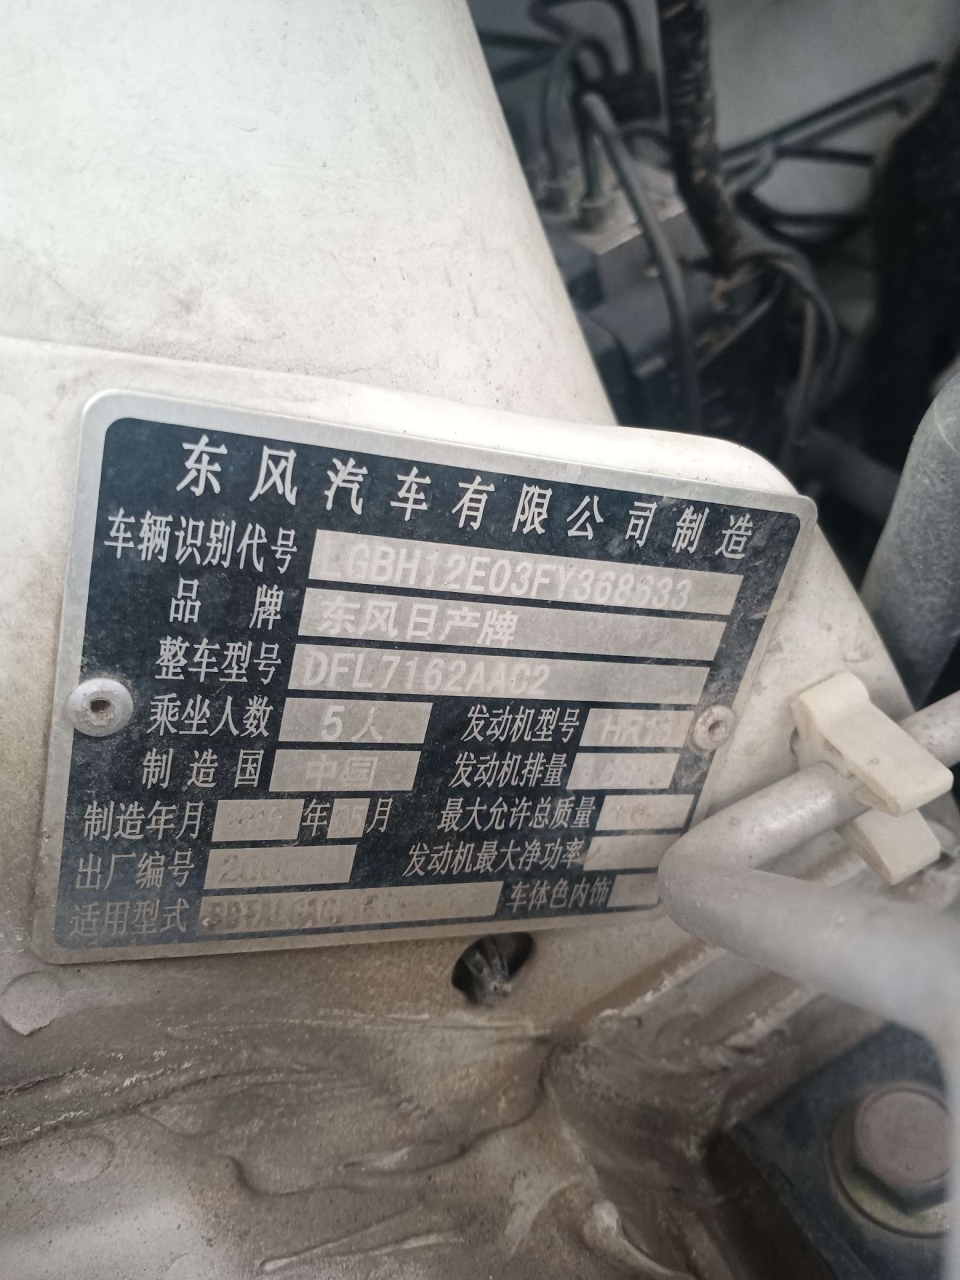 东风汽车有限公司制造
车辆识别代号 LGBH12E03FY368633
品牌 东风日产牌
整车型号 DFL7162AAC2
乘坐人数 5人 发动机型号
制造国 中国 发动机排量
制造年月 年 月 最大允许总质量
出厂编号 发动机最大净功率
适用型式 车体色内饰